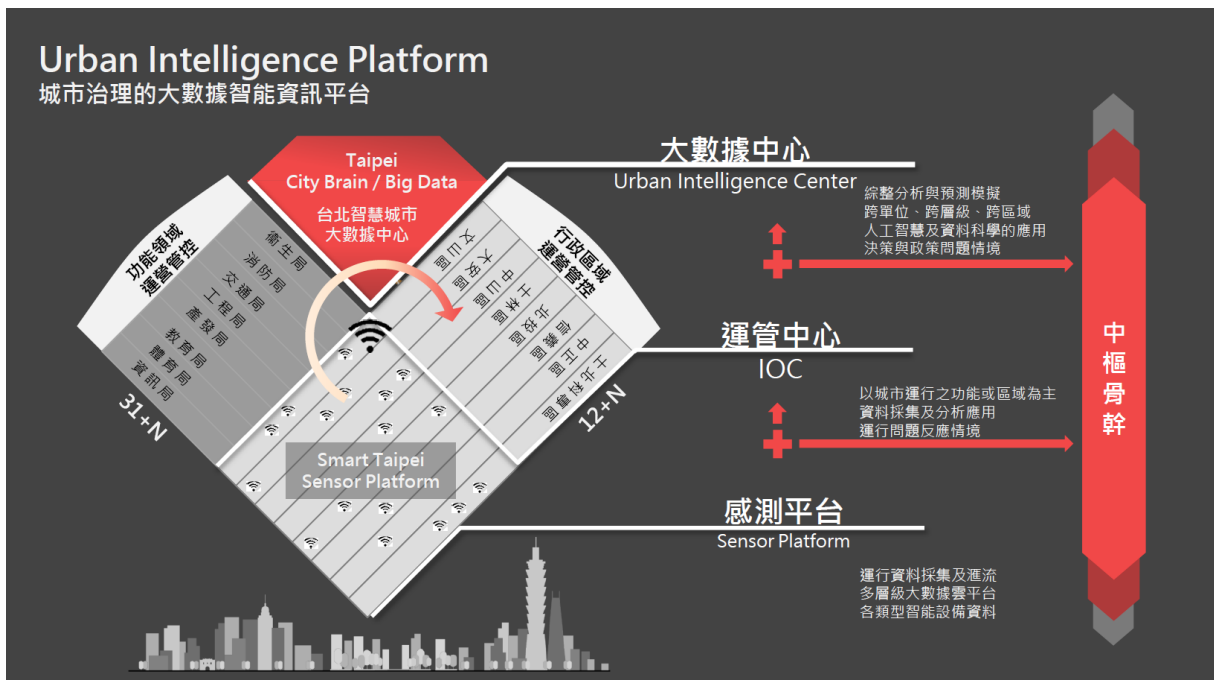 Urban Intelligence Platform
城市治理的大數據智能資訊平台
Taipei
City Brain / Big Data
台北智慧城市
大數據中心
功能領域
運營管控
衛生局
消防局
交通局
工程局
產發局
教育局
體育局
資訊局
31+N
行政區域
運營管控
文山區
大安區
中山區
士林區
北投區
信義區
中正區
士北科專區
12+N
Smart Taipei
Sensor Platform
大數據中心
Urban Intelligence Center
綜整分析與預測模擬
跨單位、跨層級、跨區域
人工智慧及資料科學的應用
決策與政策問題情境
運管中心
IOC
以城市運行之功能或區域為主
資料採集及分析應用
運行問題反應情境
感測平台
Sensor Platform
運行資料採集及滙流
多層級大數據雲平台
各類型智能設備資料
中樞骨幹